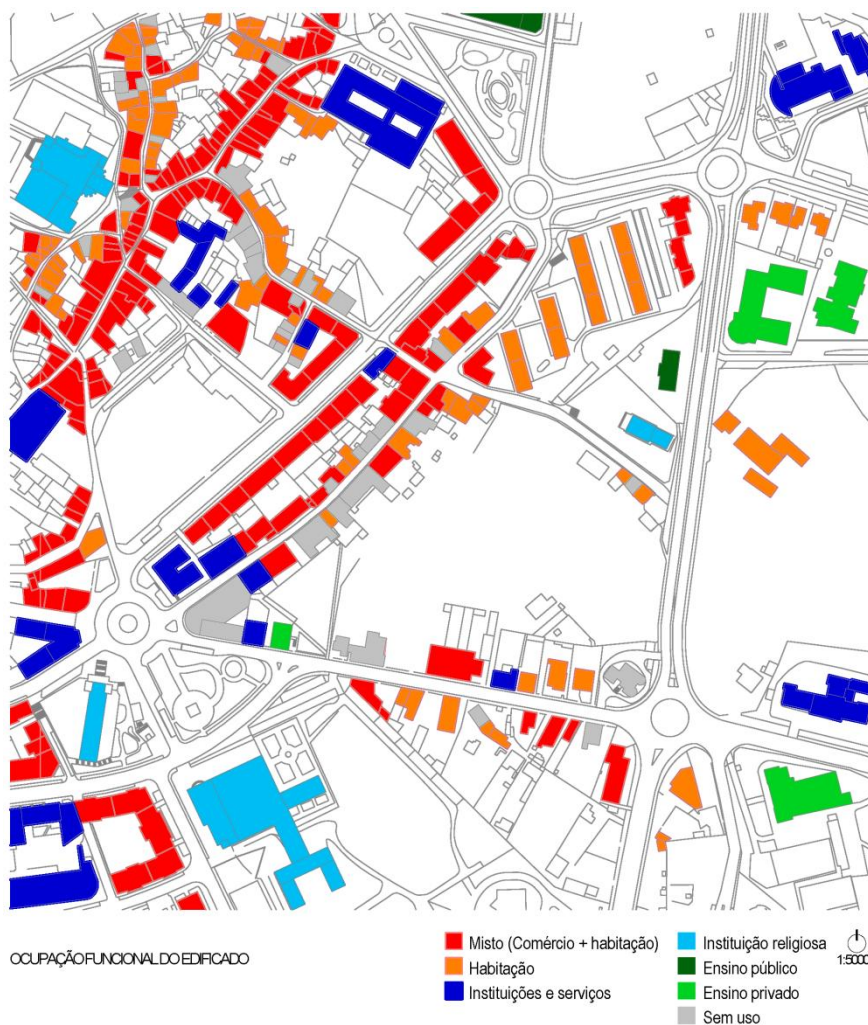 OCUPAÇÃO FUNCIONAL DO EDIFICADO
Misto (Comércio + habitação)
Habitação
Instituições e serviços
Instituição religiosa
Ensino público
Ensino privado
Sem uso
1:5000